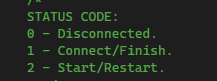 /*
STATUS CODE:
0 - Disconnected.
1 - Connect/Finish.
2 - Start/Restart.